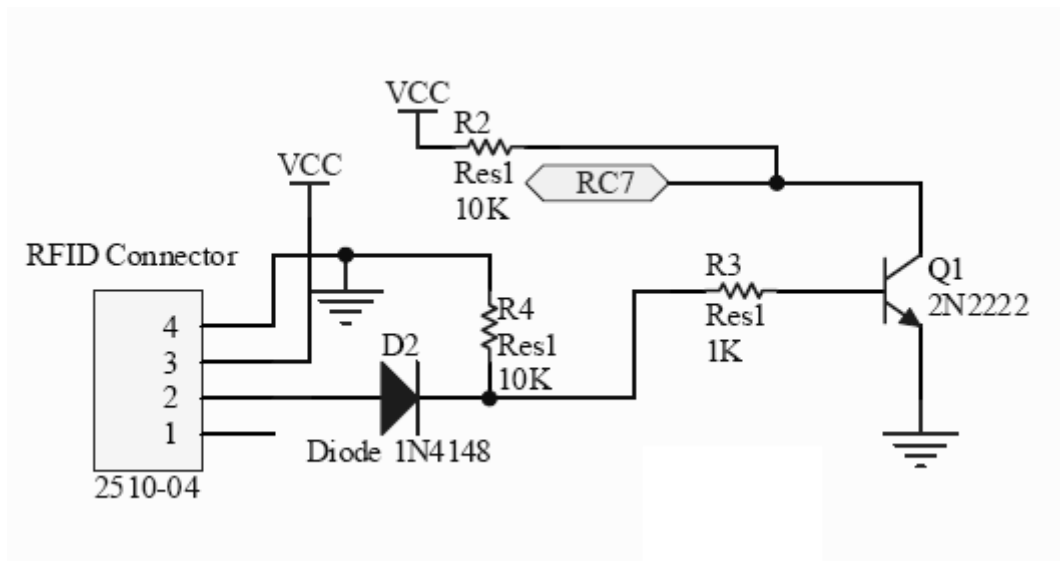 VCC
R2
Res1
10K
RC7
VCC
RFID Connector
4
3
2
1
2510-04
R4
Res1
10K
D2
Diode 1N4148
R3
Res1
1K
Q1
2N2222